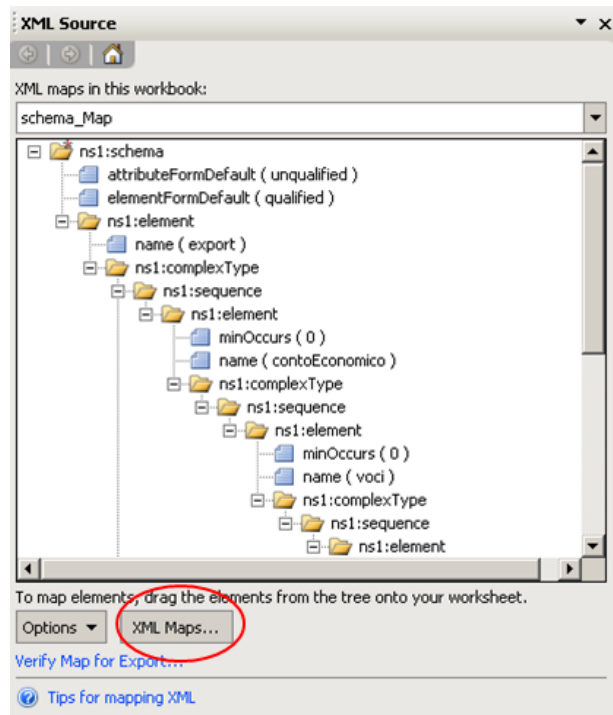 XML Source
XML maps in this workbook:
schema_Map
ns1:schema
attributeFormDefault ( unqualified )
elementFormDefault ( qualified )
ns1:element
name ( export )
ns1:complexType
ns1:sequence
ns1:element
minOccurs ( 0 )
name ( contoEconomico )
ns1:complexType
ns1:sequence
ns1:element
minOccurs ( 0 )
name ( voci )
ns1:complexType
ns1:sequence
ns1:element
To map elements, drag the elements from the tree onto your worksheet.
Options XML Maps...
Verify Map for Export...
Tips for mapping XML